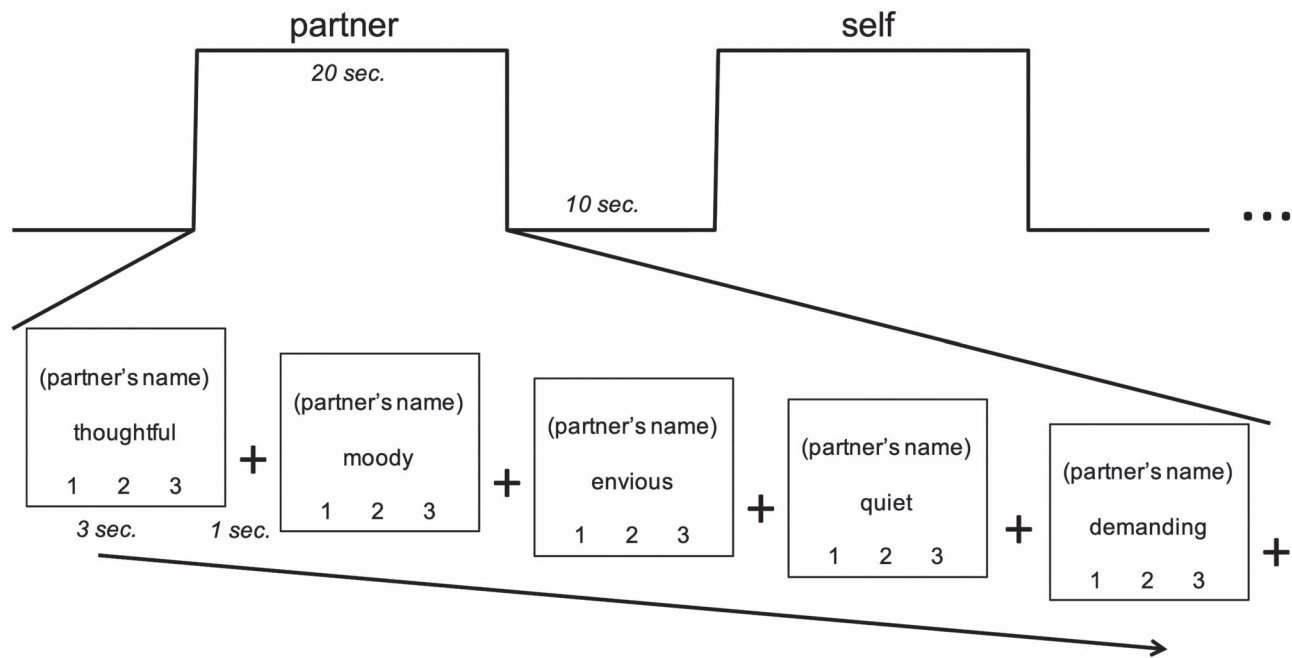 partner self
20 sec.
10 sec.
...
(partner’s name)
thoughtful
1 2 3
3 sec.
+
1 sec.
(partner’s name)
moody
1 2 3
+
(partner’s name)
envious
1 2 3
+
(partner’s name)
quiet
1 2 3
+
(partner’s name)
demanding
1 2 3
+